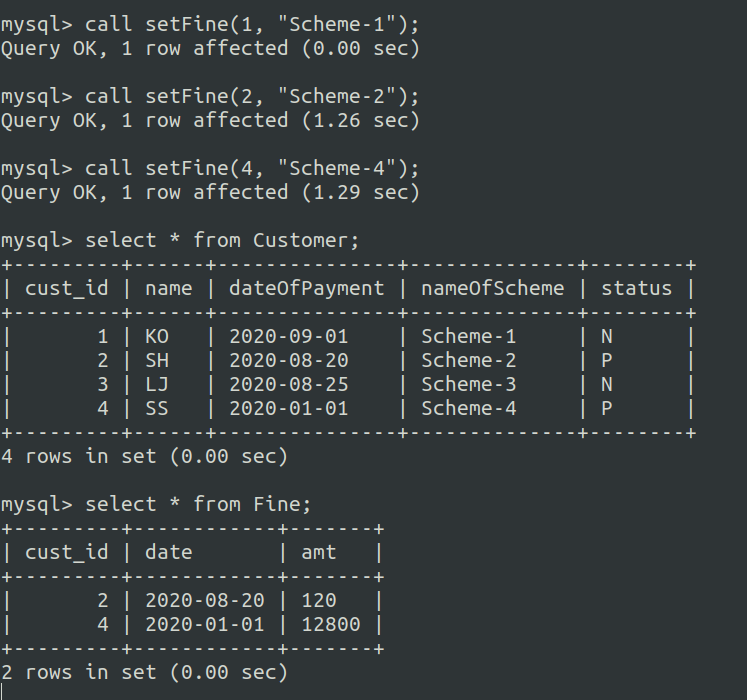 mysql> call setFine(1, "Scheme-1");
Query OK, 1 row affected (0.00 sec)

mysql> call setFine(2, "Scheme-2");
Query OK, 1 row affected (1.26 sec)

mysql> call setFine(4, "Scheme-4");
Query OK, 1 row affected (1.29 sec)

mysql> select * from Customer;
+---------+------+---------------+--------------+--------+
| cust_id | name | dateOfPayment | nameOfScheme | status |
+---------+------+---------------+--------------+--------+
|       1 | KO   | 2020-09-01    | Scheme-1     | N      |
|       2 | SH   | 2020-08-20    | Scheme-2     | P      |
|       3 | LJ   | 2020-08-25    | Scheme-3     | N      |
|       4 | SS   | 2020-01-01    | Scheme-4     | P      |
+---------+------+---------------+--------------+--------+
4 rows in set (0.00 sec)

mysql> select * from Fine;
+---------+------------+-------+
| cust_id | date       | amt   |
+---------+------------+-------+
|       2 | 2020-08-20 | 120   |
|       4 | 2020-01-01 | 12800 |
+---------+------------+-------+
2 rows in set (0.00 sec)